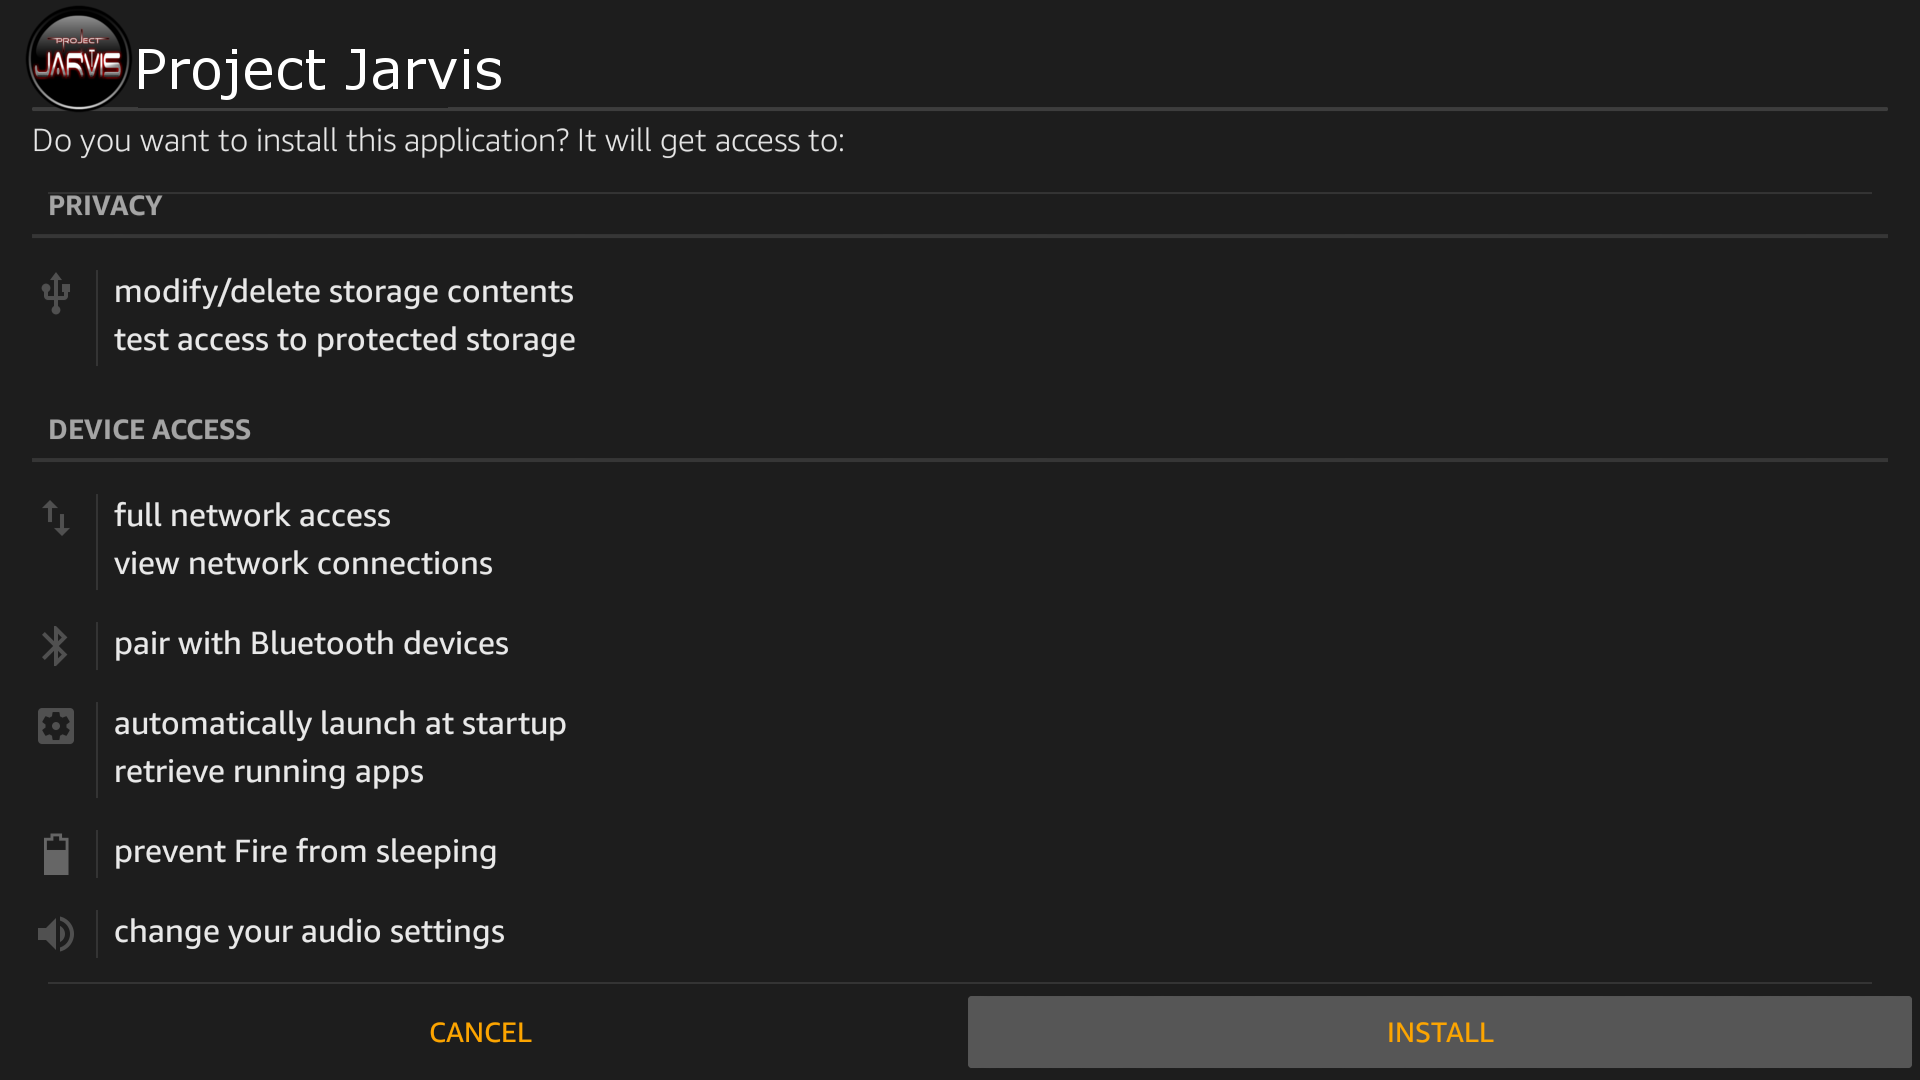 PROJECT
JARVIS
Project Jarvis
Do you want to install this application? It will get access to:
PRIVACY
modify/delete storage contents
test access to protected storage
DEVICE ACCESS
full network access
view network connections
pair with Bluetooth devices
automatically launch at startup
retrieve running apps
prevent Fire from sleeping
change your audio settings
CANCEL
INSTALL